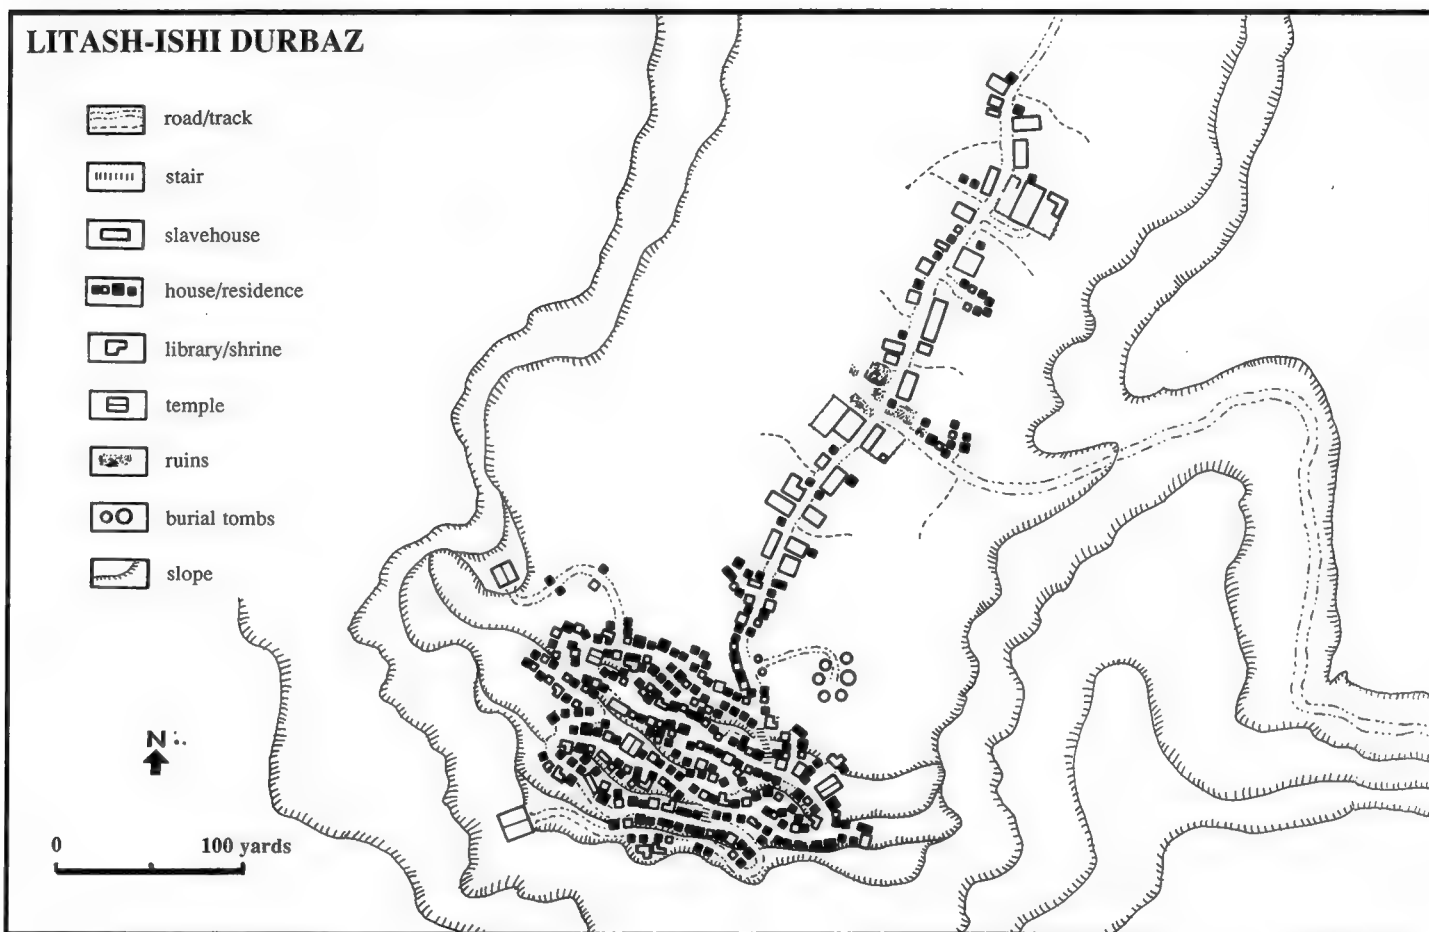 LITASH-ISHI DURBAZ
road/track
stair
slavehouse
house/residence
library/shrine
temple
ruins
burial tombs
slope
N
0 100 yards